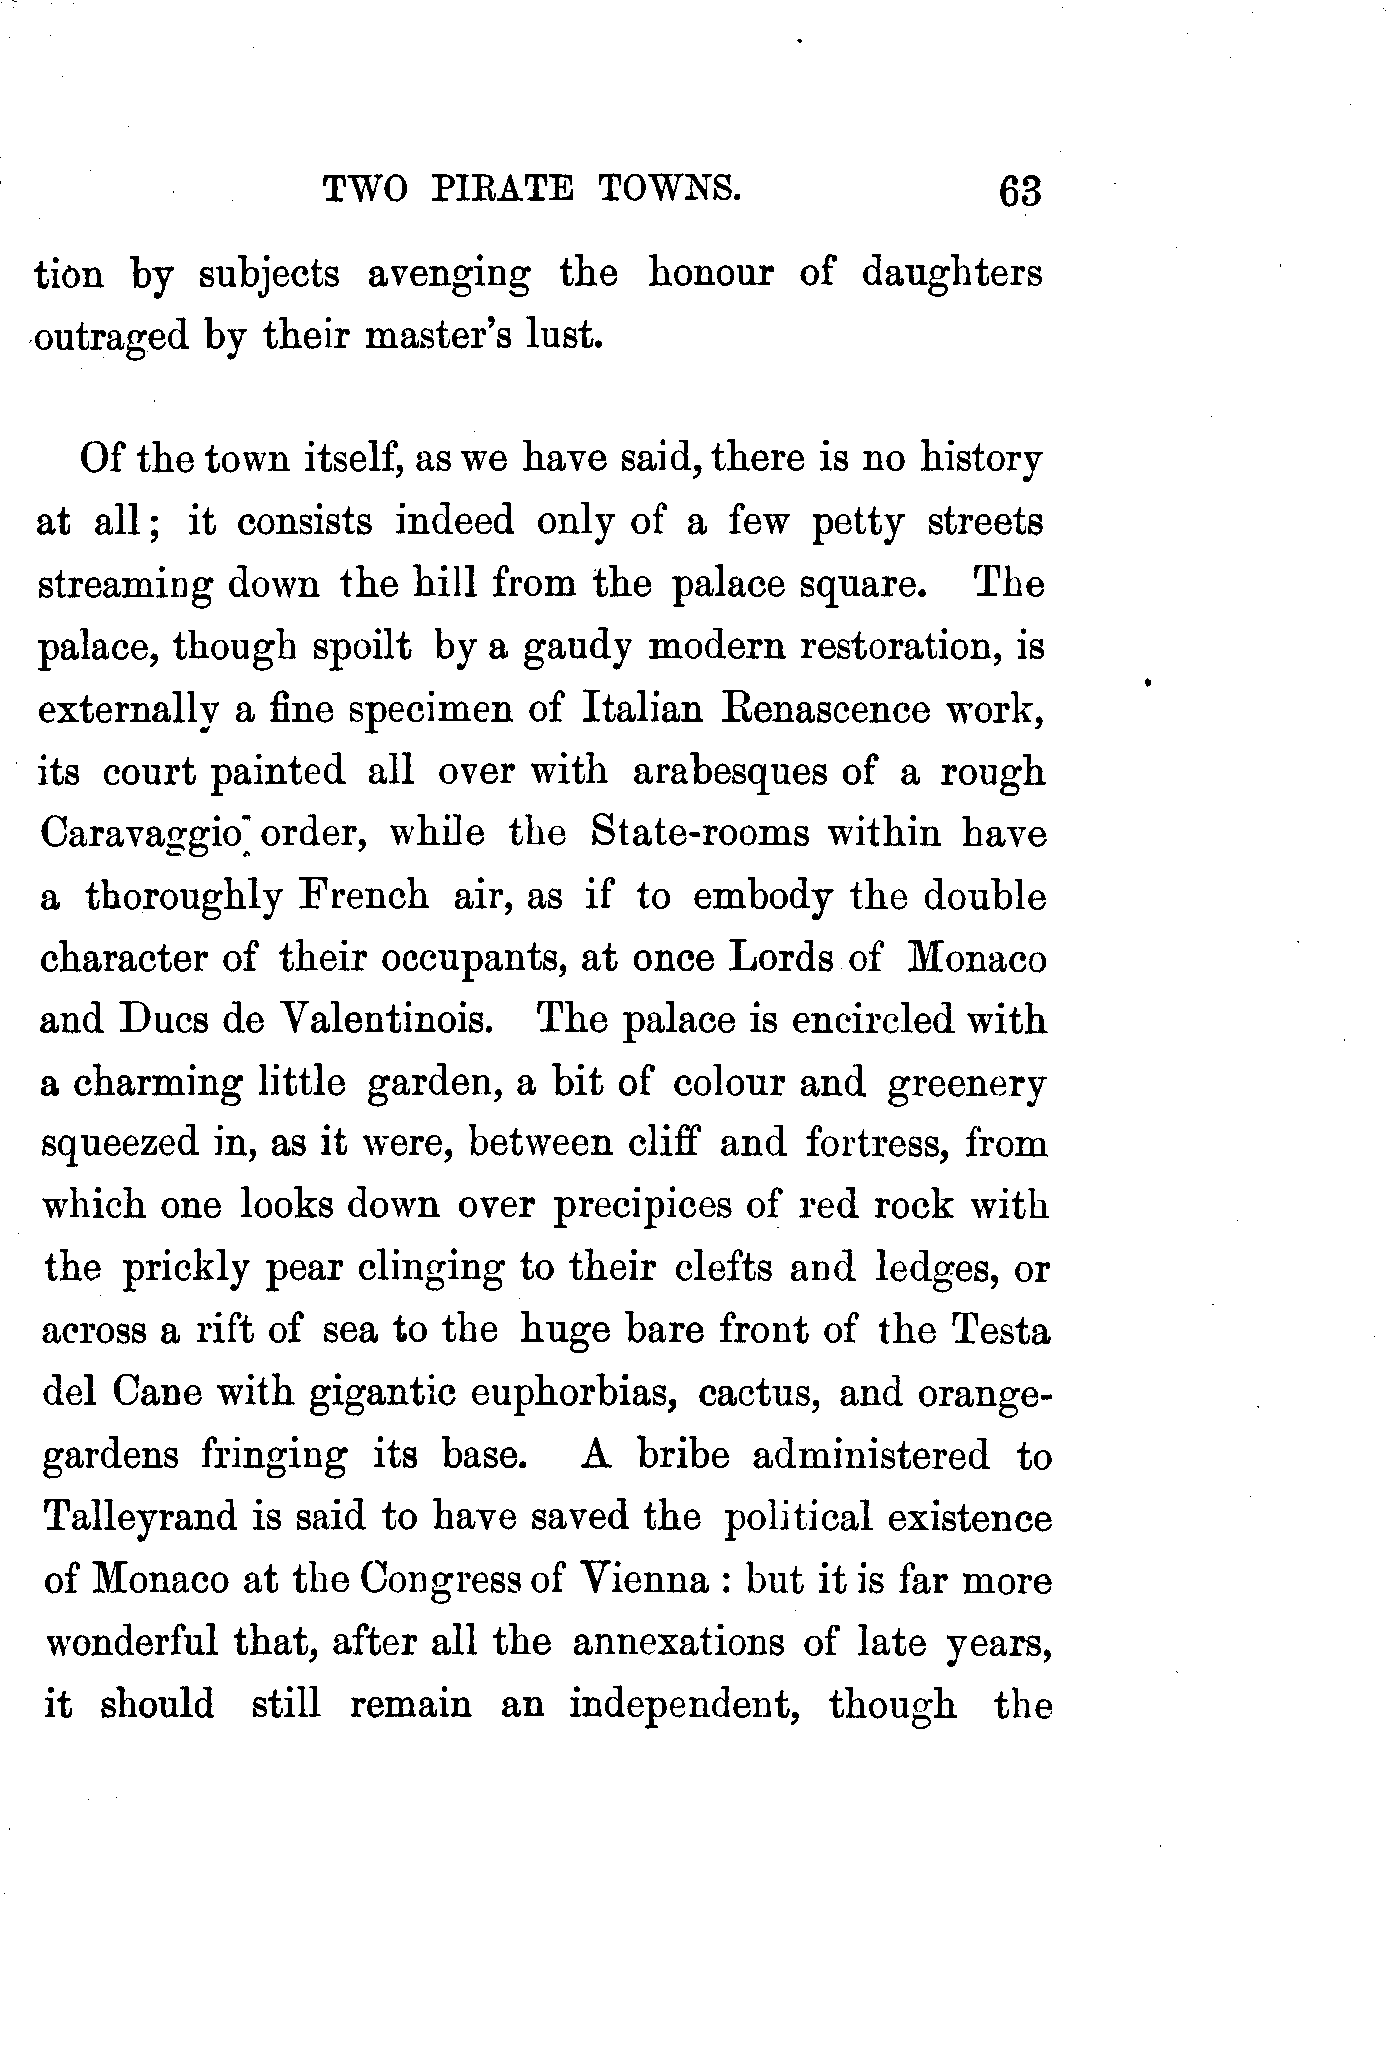 TWO PIRATE TOWNS. 63
tion by subjects avenging the honour of daughters
outraged by their master's lust.
Of the town itself, as we have said, there is no history
at all; it consists indeed only of a few petty streets
streaming down the hill from the palace square. The
palace, though spoilt by a gaudy modern restoration, is
externally a fine specimen of Italian Renascence work,
its court painted all over with arabesques of a rough
Caravaggio order, while the State-rooms within have
a thoroughly French air, as if to embody the double
character of their occupants, at once Lords of Monaco
and Ducs de Valentinois. The palace is encircled with
a charming little garden, a bit of colour and greenery
squeezed in, as it were, between cliff and fortress, from
which one looks down over precipices of red rock with
the prickly pear clinging to their clefts and ledges, or
across a rift of sea to the huge bare front of the Testa
del Cane with gigantic euphorbias, cactus, and orange-
gardens fringing its base. A bribe administered to
Talleyrand is said to have saved the political existence
of Monaco at the Congress of Vienna : but it is far more
wonderful that, after all the annexations of late years,
it should still remain an independent, though the